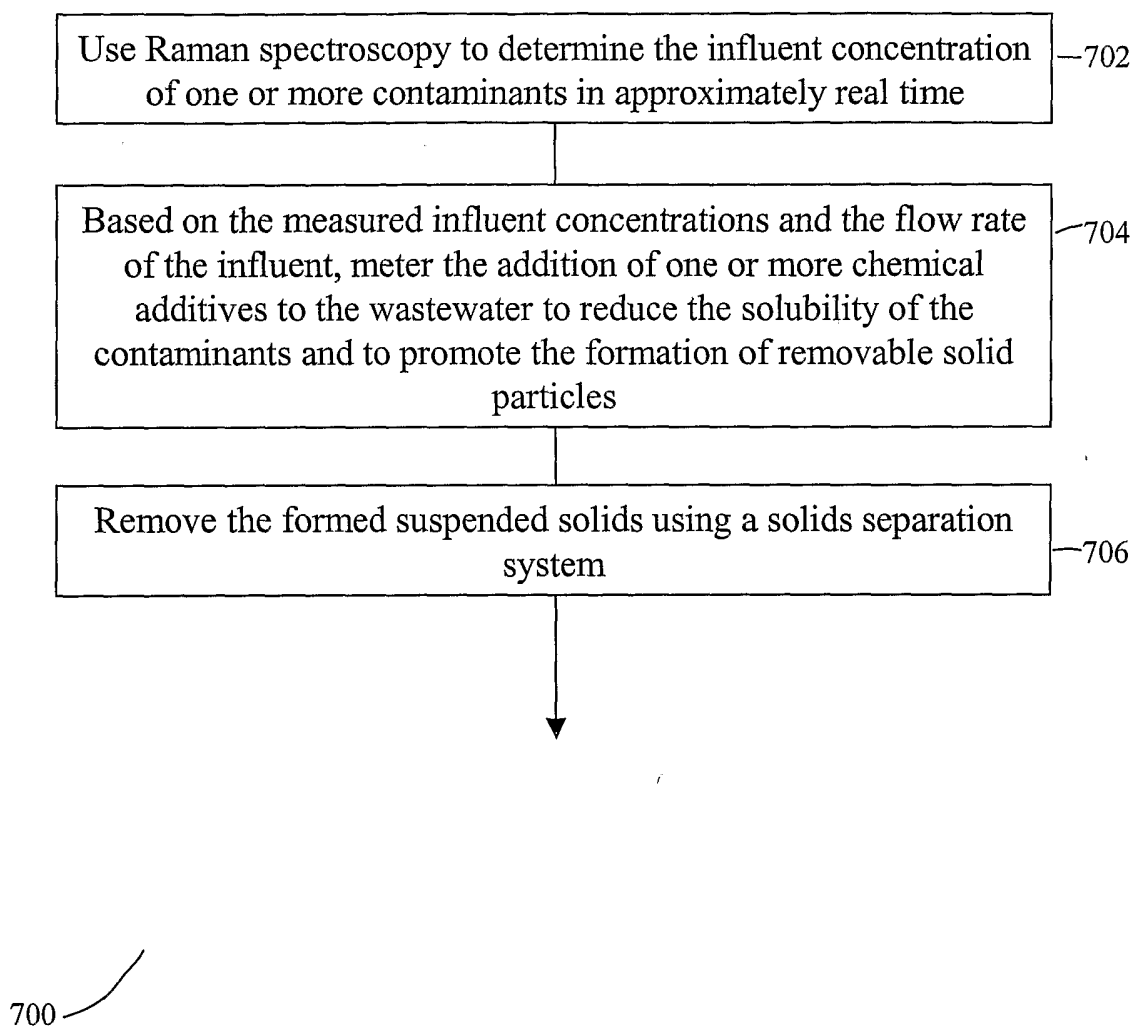 Use Raman spectroscopy to determine the influent concentration
of one or more contaminants in approximately real time
702
Based on the measured influent concentrations and the flow rate
of the influent, meter the addition of one or more chemical
additives to the wastewater to reduce the solubility of the
contaminants and to promote the formation of removable solid
particles
704
Remove the formed suspended solids using a solids separation
system
706
700